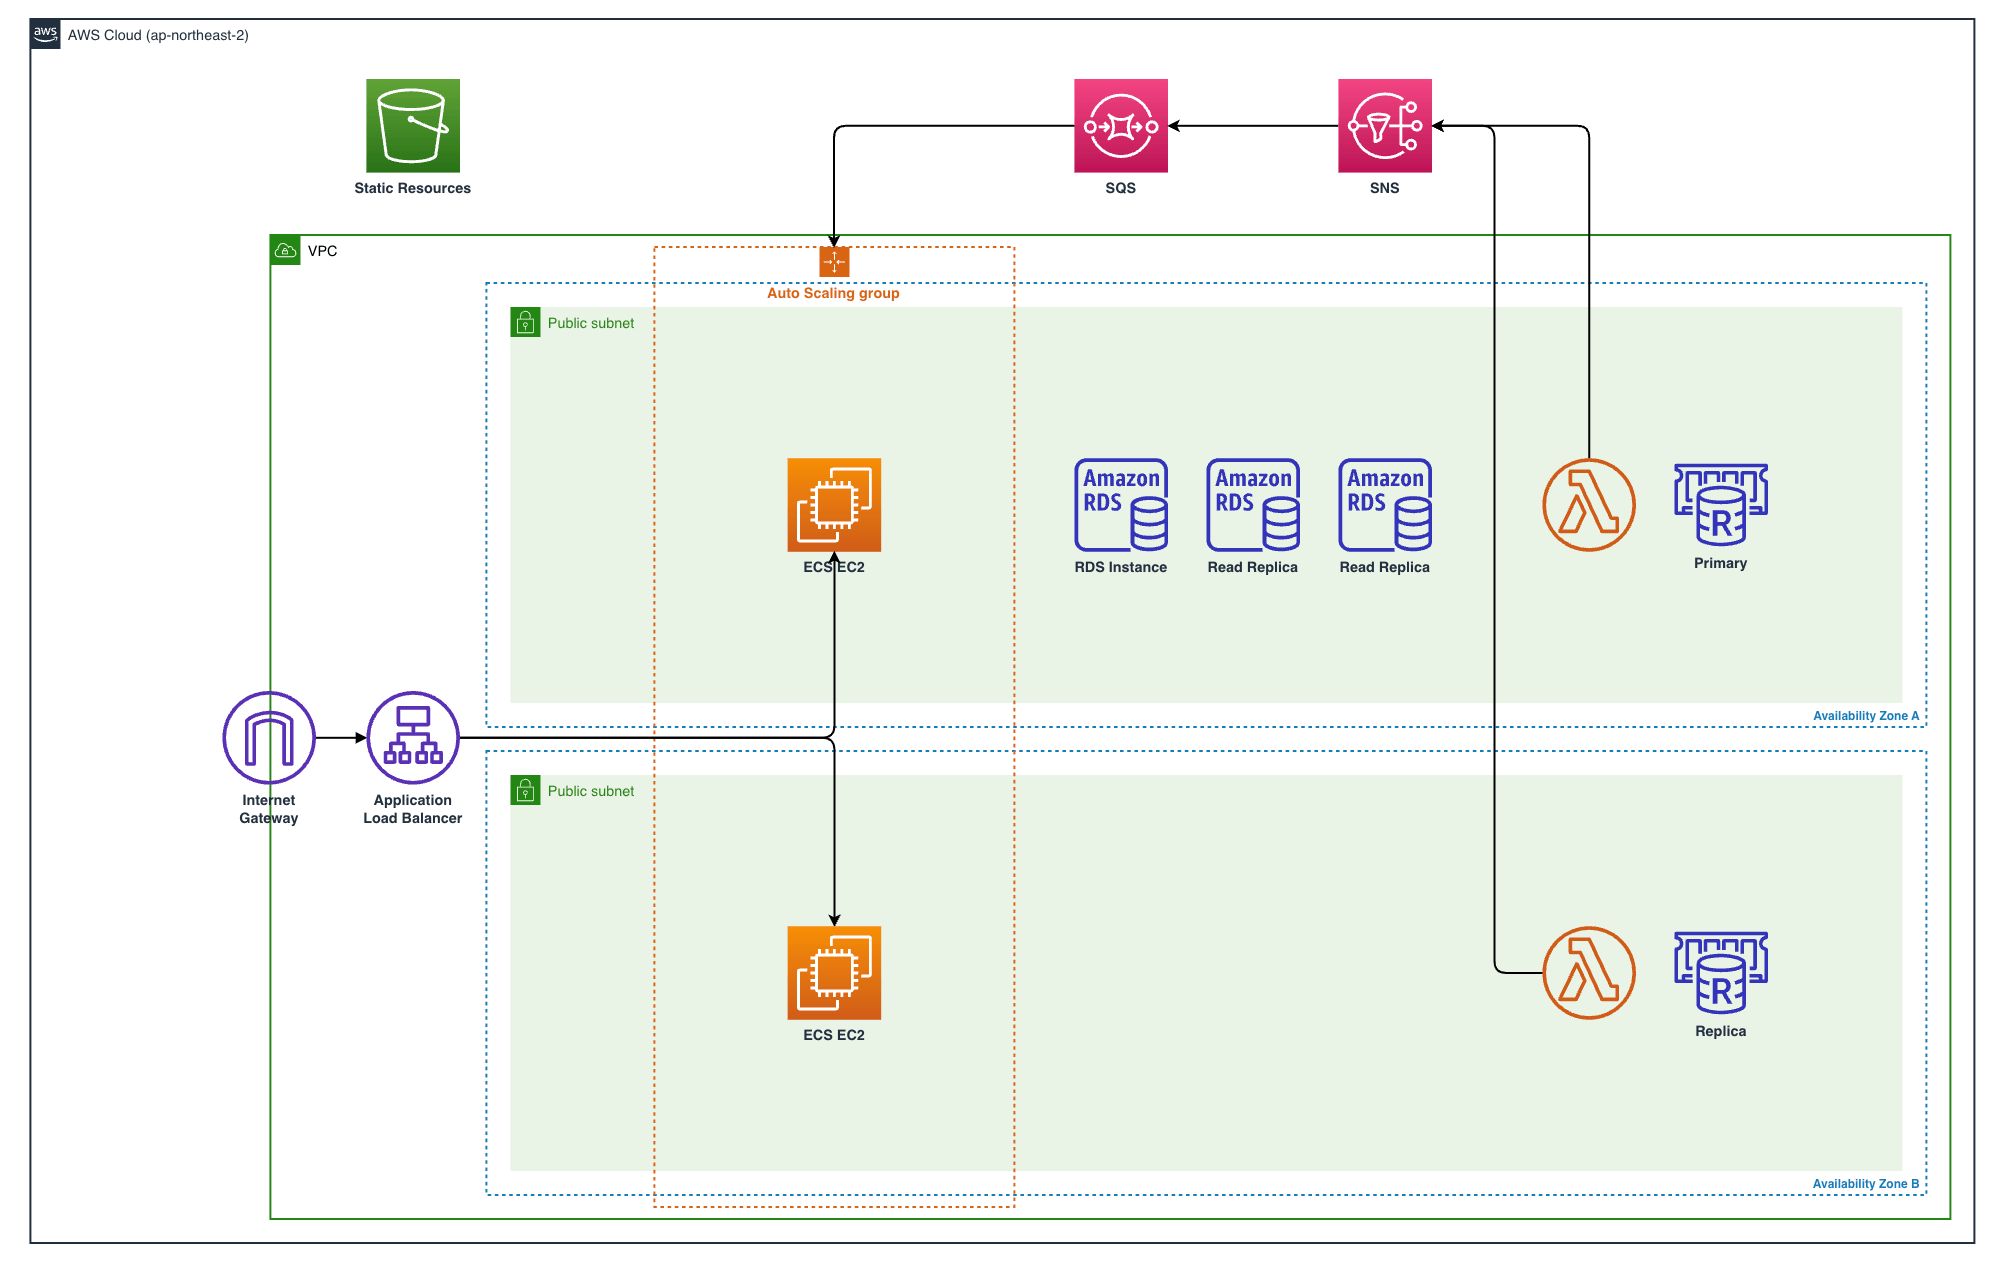 aws
AWS Cloud (ap-northeast-2)
Static Resources
SQS
SNS
VPC
Auto Scaling group
Public subnet
ECS EC2
Amazon
RDS
RDS Instance
Amazon
RDS
Read Replica
Amazon
RDS
Read Replica
R
Primary
Availability Zone A
Internet
Gateway
Application
Load Balancer
Public subnet
ECS EC2
R
Replica
Availability Zone B